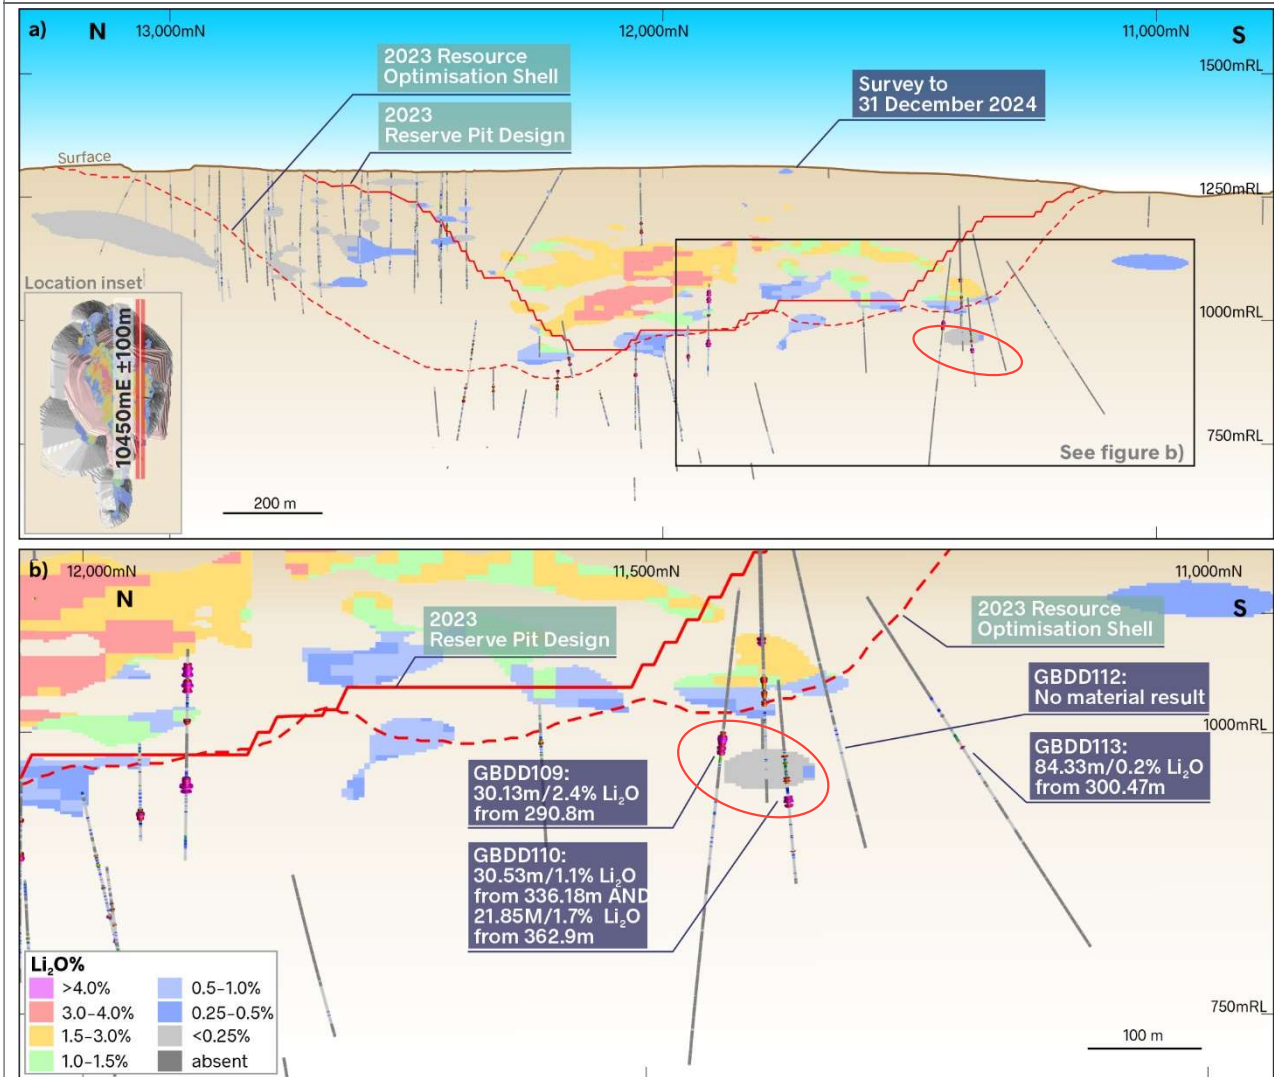 a)
N
13,000mN
12,000mN
11,000mN
S
1500mRL
2023 Resource
Optimisation Shell
2023
Reserve Pit Design
Survey to
31 December 2024
Surface
1250mRL
Location inset
10450mE ±100m
1000mRL
750mRL
See figure b)
200 m
b)
12,000mN
N
11,500mN
11,000mN
S
2023
Reserve Pit Design
2023 Resource
Optimisation Shell
GBDD112:
No material result
1000mRL
GBDD113:
84.33m/0.2% Li₂O
from 300.47m
GBDD109:
30.13m/2.4% Li₂O
from 290.8m
GBDD110:
30.53m/1.1% Li₂O
from 336.18m AND
21.85M/1.7% Li₂O
from 362.9m
Li₂O%
>4.0%
3.0–4.0%
1.5–3.0%
1.0–1.5%
0.5–1.0%
0.25–0.5%
<0.25%
absent
750mRL
100 m